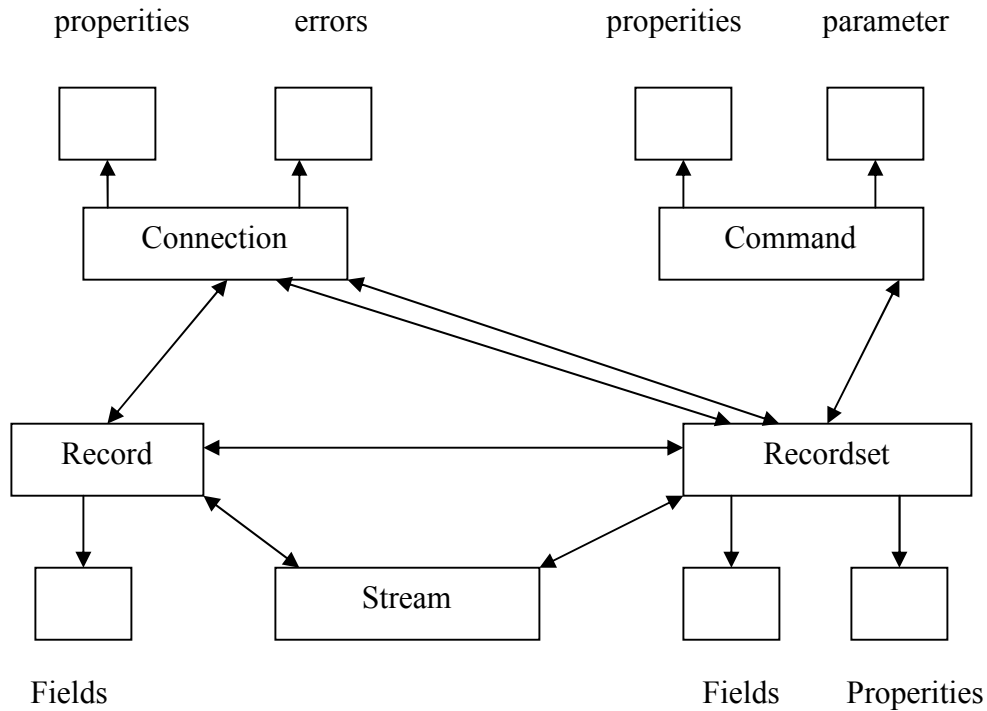 properities errors properities parameter
Connection Command
Record Recordset
Stream
Fields Fields Properities